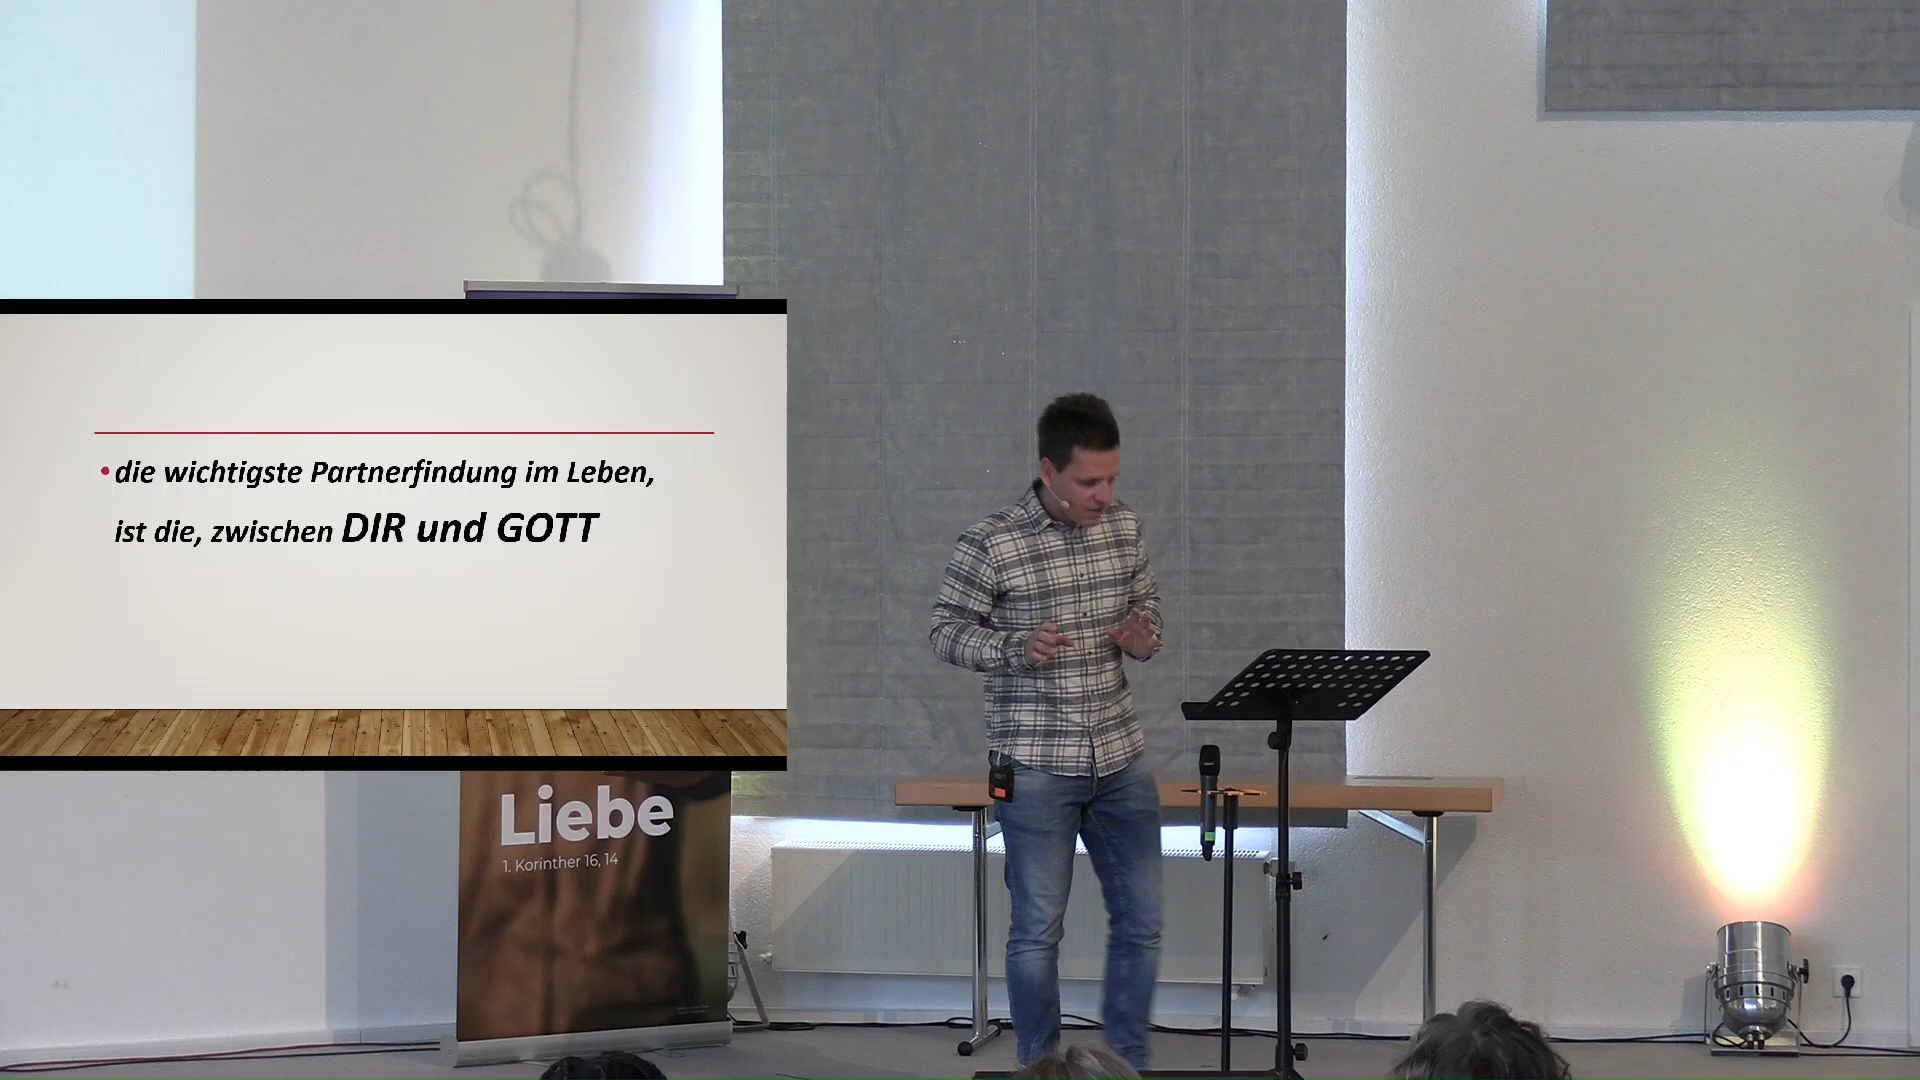 • die wichtigste Partnerfindung im Leben,
ist die, zwischen DIR und GOTT
Liebe
1. Korinther 16, 14